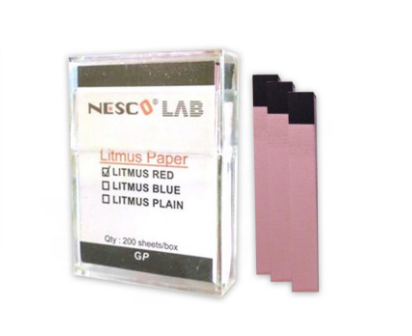 NESCO LAB
Litmus Paper
☑ LITMUS RED
☐ LITMUS BLUE
☐ LITMUS PLAIN
Qty : 200 sheets/box
GP